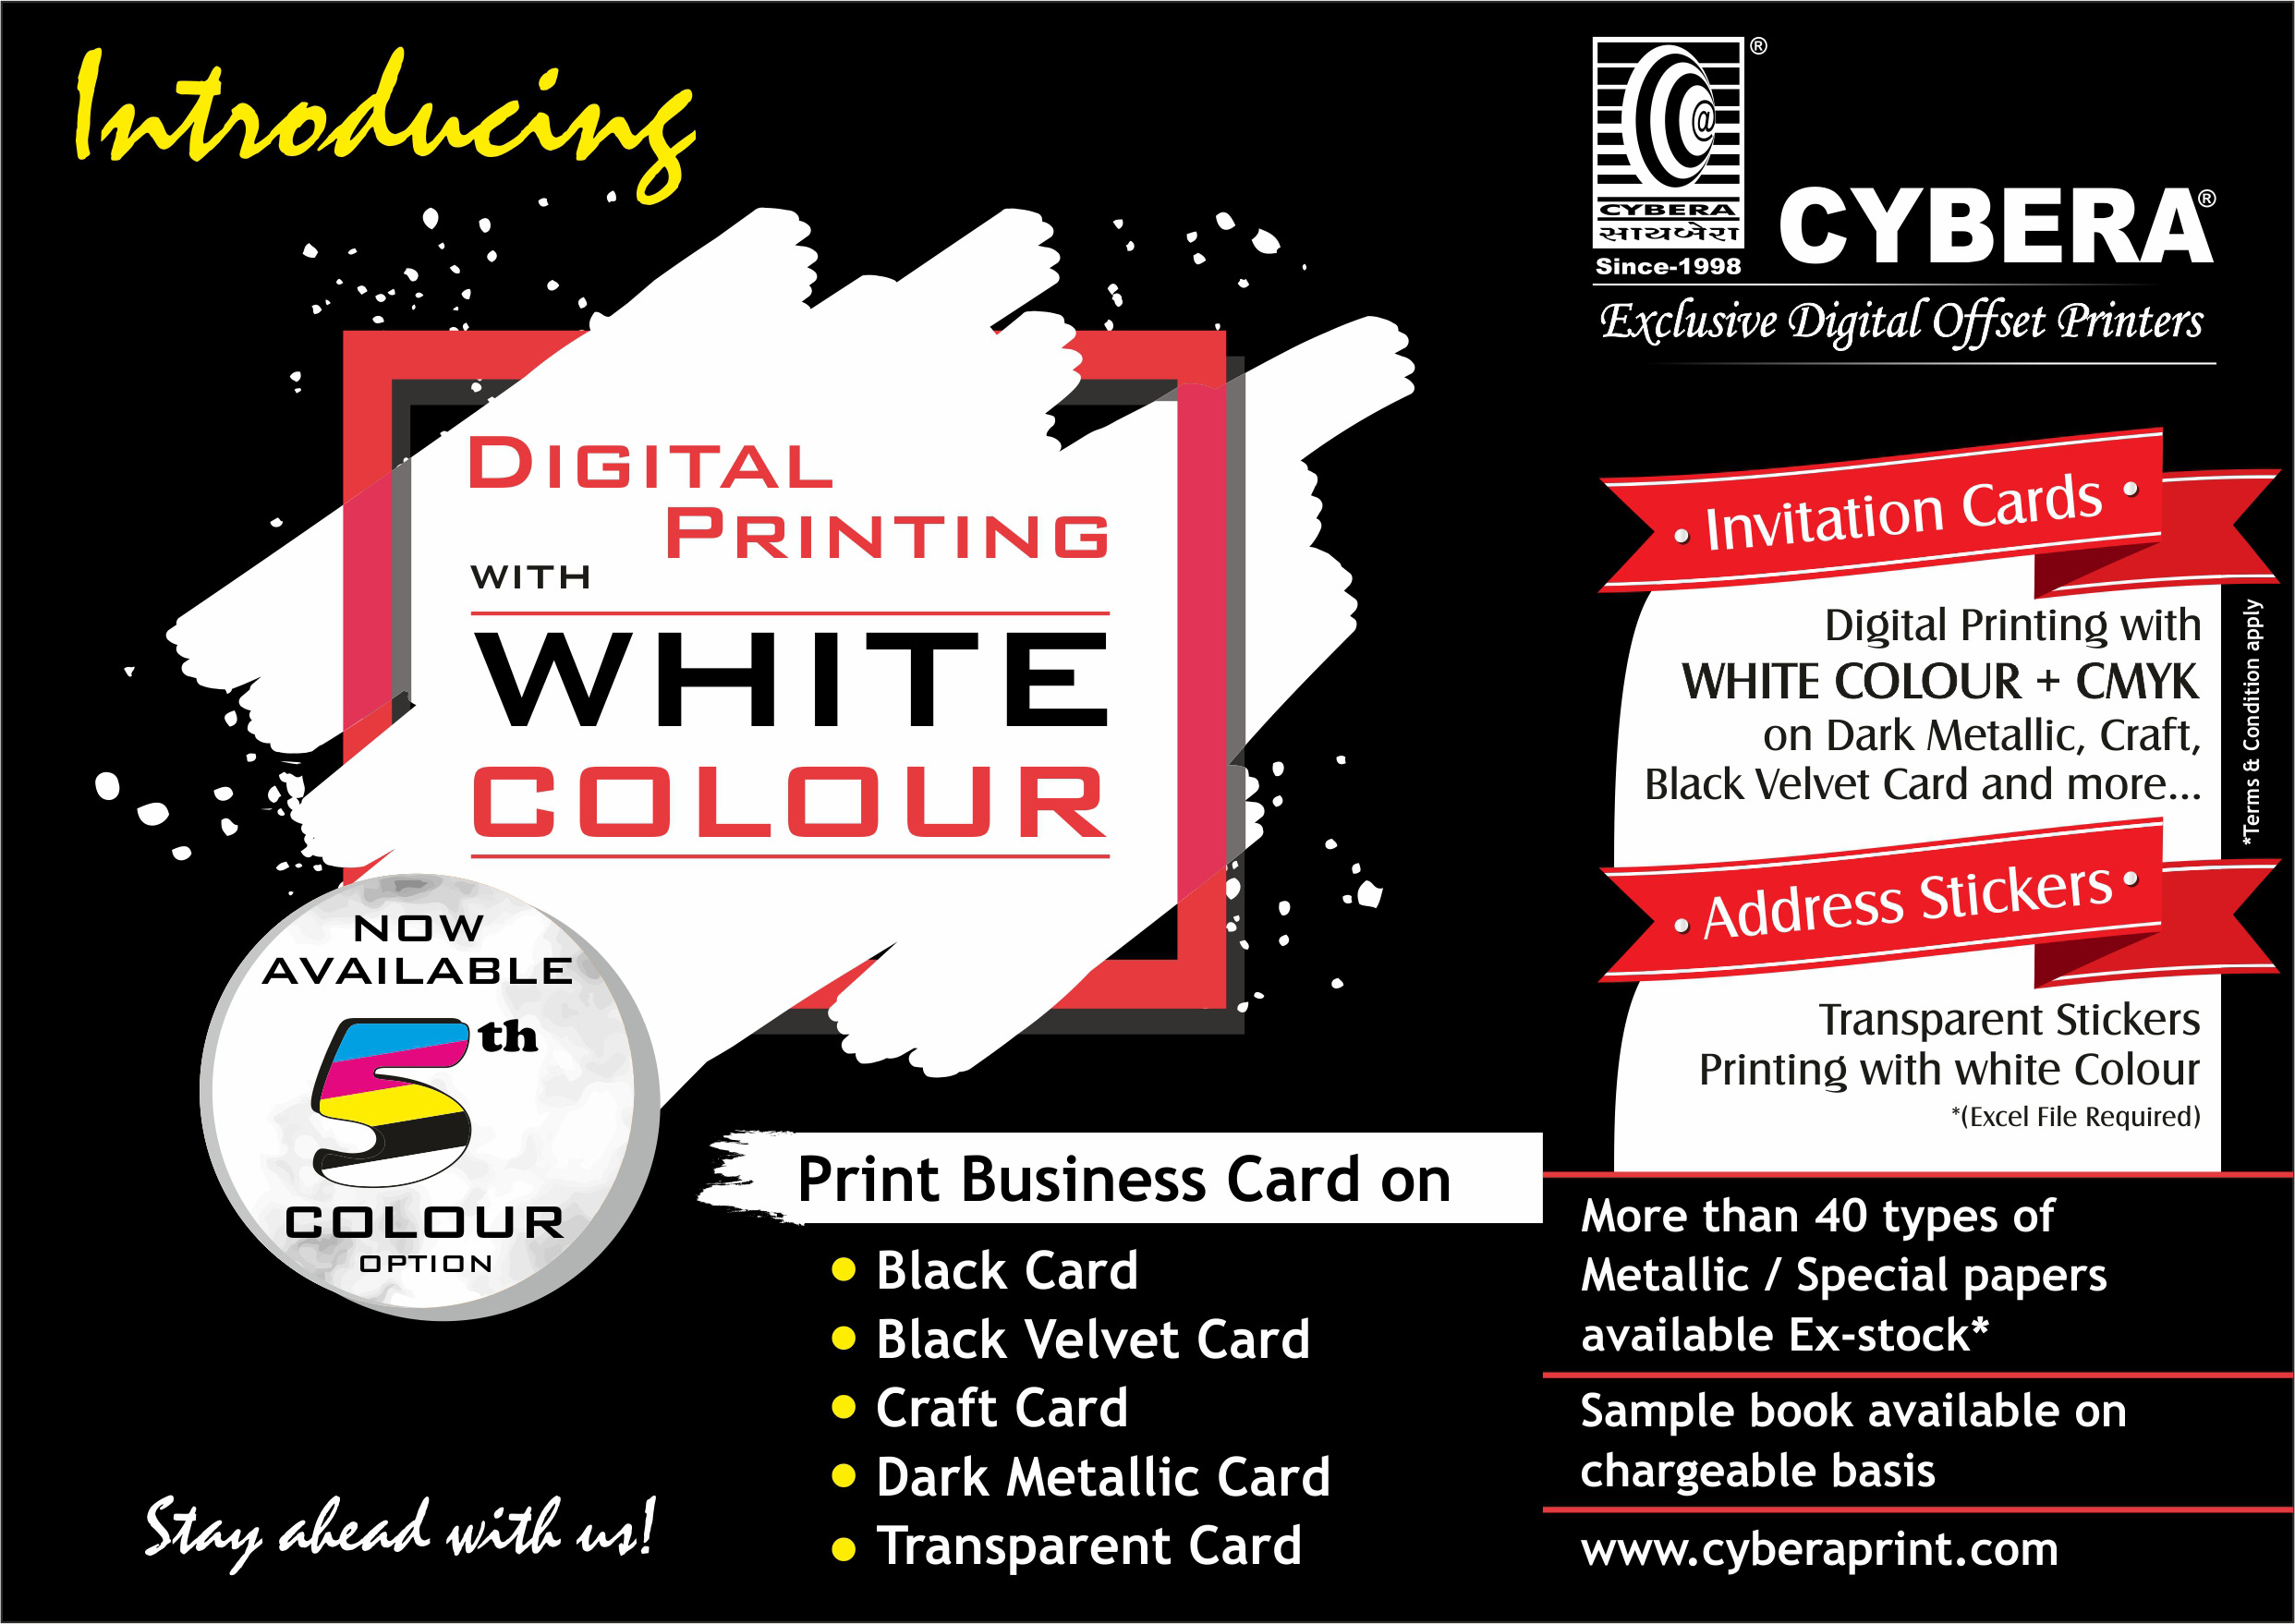 Introducing
DIGITAL
PRINTING
WITH
WHITE
COLOUR
NOW
AVAILABLE
5th
COLOUR
OPTION
Stay ahead with us!
Print Business Card on
• Black Card
• Black Velvet Card
• Craft Card
• Dark Metallic Card
• Transparent Card
®
@
CYBERA
સાયબેરા
Since-1998
CYBERA®
Exclusive Digital Offset Printers
• Invitation Cards •
Digital Printing with
WHITE COLOUR + CMYK
on Dark Metallic, Craft,
Black Velvet Card and more...
*Terms & Condition apply
• Address Stickers •
Transparent Stickers
Printing with white Colour
*(Excel File Required)
More than 40 types of
Metallic / Special papers
available Ex-stock*
Sample book available on
chargeable basis
www.cyberaprint.com